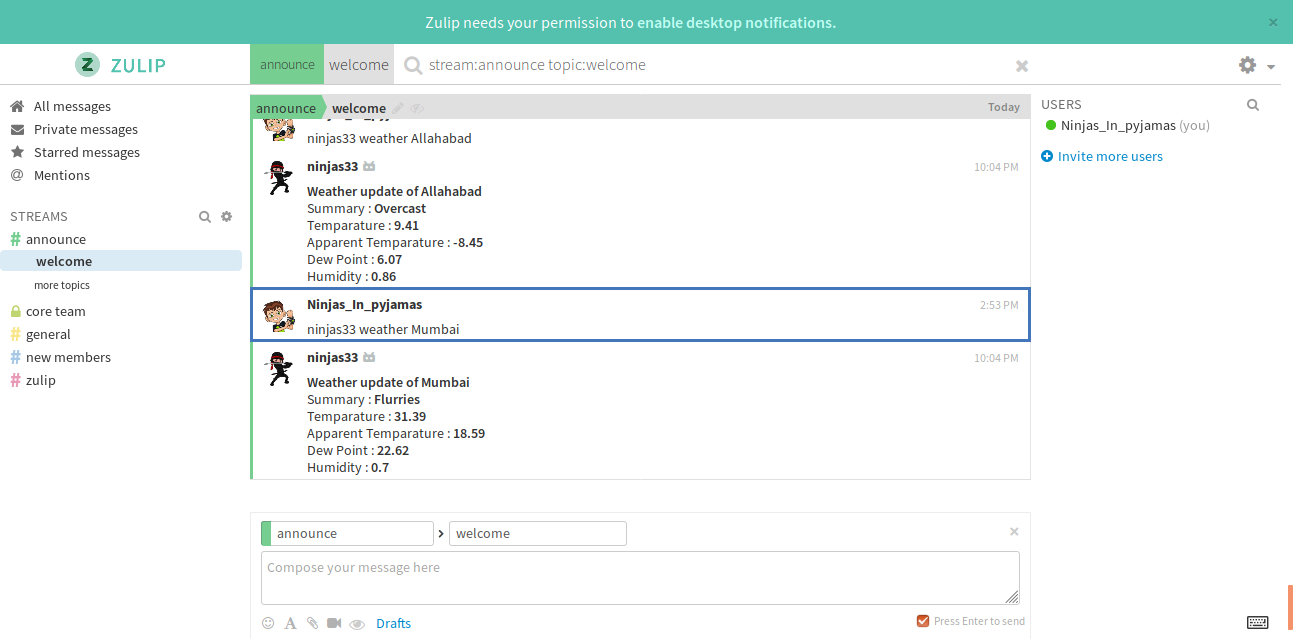 Zulip needs your permission to enable desktop notifications. ×
Z ZULIP
announce welcome stream:announce topic:welcome
All messages
Private messages
Starred messages
@ Mentions
STREAMS
# announce
welcome
more topics
core team
# general
# new members
# zulip
announce welcome Today
ninjas33 weather Allahabad
ninjas33 10:04 PM
Weather update of Allahabad
Summary : Overcast
Temparature : 9.41
Apparent Temparature : -8.45
Dew Point : 6.07
Humidity : 0.86
Ninjas_In_pyjamas 2:53 PM
ninjas33 weather Mumbai
ninjas33 10:04 PM
Weather update of Mumbai
Summary : Flurries
Temparature : 31.39
Apparent Temparature : 18.59
Dew Point : 22.62
Humidity : 0.7
announce > welcome ×
Compose your message here
A Drafts Press Enter to send
USERS
Ninjas_In_pyjamas (you)
Invite more users